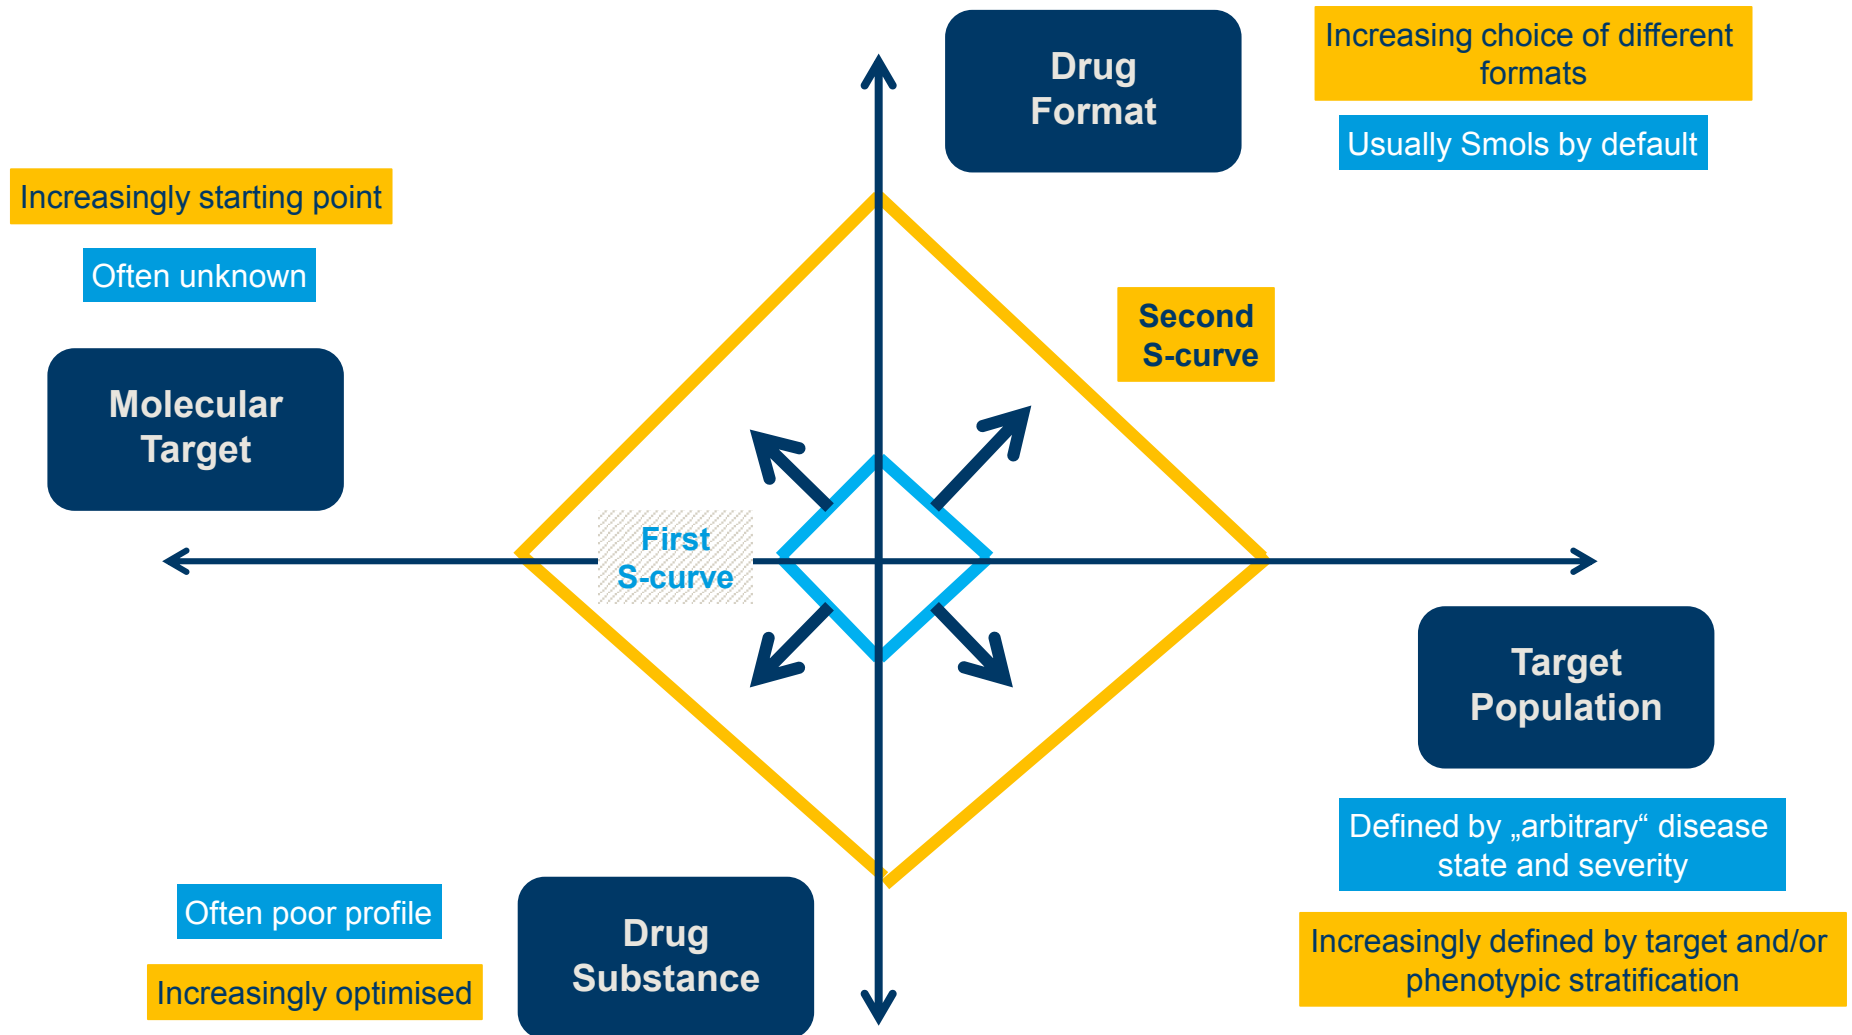 Drug
Format
Increasing choice of different
formats
Usually Smols by default
Increasingly starting point
Often unknown
Molecular
Target
Second
S-curve
First
S-curve
Target
Population
Defined by „arbitrary“ disease
state and severity
Increasingly defined by target and/or
phenotypic stratification
Often poor profile
Increasingly optimised
Drug
Substance